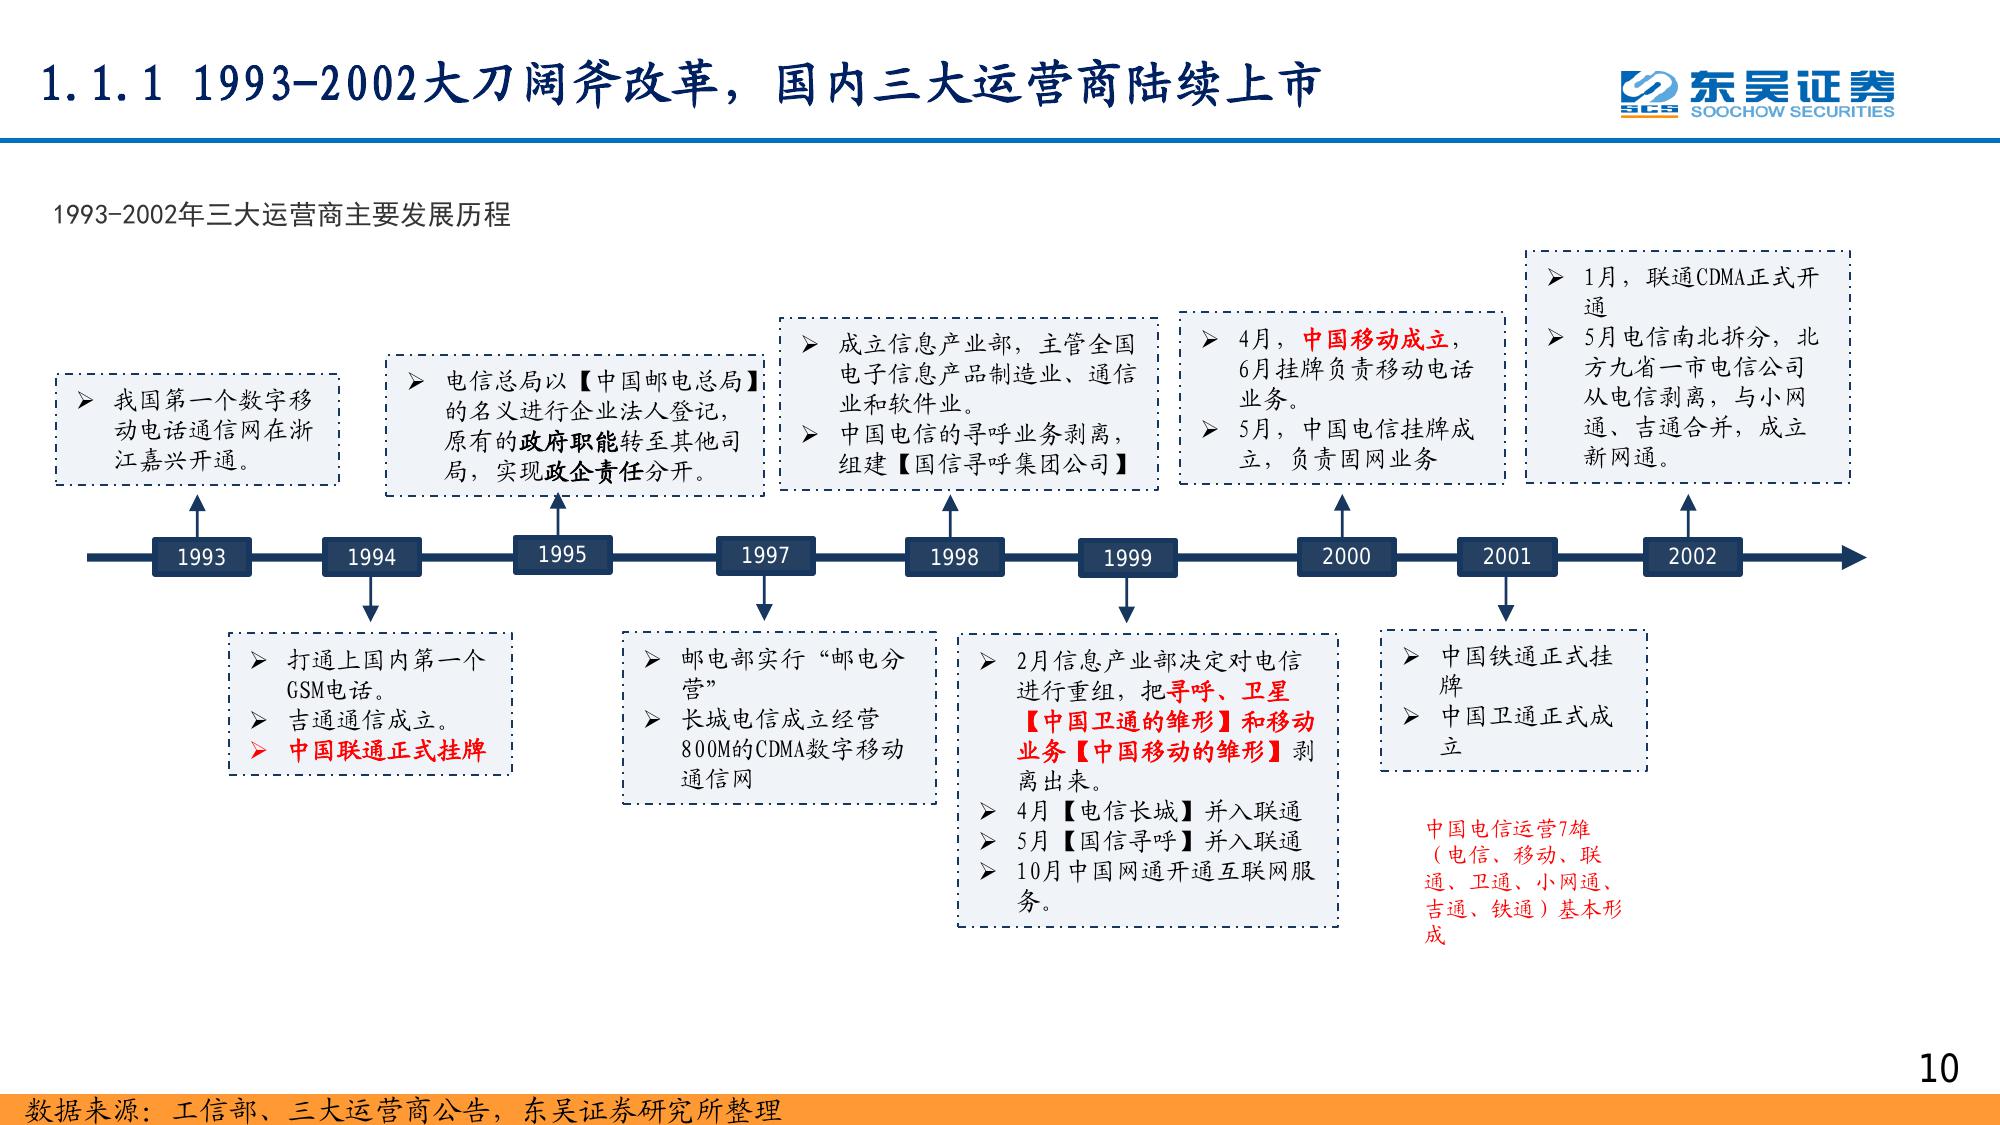 1.1.1 1993-2002大刀阔斧改革，国内三大运营商陆续上市
东吴证券
SCS
SOOCHOW SECURITIES
1993-2002年三大运营商主要发展历程
➢ 我国第一个数字移
动电话通信网在浙
江嘉兴开通。
➢ 电信总局以【中国邮电总局】
的名义进行企业法人登记，
原有的政府职能转至其他司
局，实现政企责任分开。
➢ 成立信息产业部，主管全国
电子信息产品制造业、通信
业和软件业。
➢ 中国电信的寻呼业务剥离，
组建【国信寻呼集团公司】
➢ 4月，中国移动成立，
6月挂牌负责移动电话
业务。
➢ 5月，中国电信挂牌成
立，负责固网业务
➢ 1月，联通CDMA正式开
通
➢ 5月电信南北拆分，北
方九省一市电信公司
从电信剥离，与小网
通、吉通合并，成立
新网通。
1993
1994
1995
1997
1998
1999
2000
2001
2002
➢ 打通上国内第一个
GSM电话。
➢ 吉通通信成立。
➢ 中国联通正式挂牌
➢ 邮电部实行“邮电分
营”
➢ 长城电信成立经营
800M的CDMA数字移动
通信网
➢ 2月信息产业部决定对电信
进行重组，把寻呼、卫星
【中国卫通的雏形】和移动
业务【中国移动的雏形】剥
离出来。
➢ 4月【电信长城】并入联通
➢ 5月【国信寻呼】并入联通
➢ 10月中国网通开通互联网服
务。
➢ 中国铁通正式挂
牌
➢ 中国卫通正式成
立
中国电信运营7雄
（电信、移动、联
通、卫通、小网通、
吉通、铁通）基本形
成
10
数据来源：工信部、三大运营商公告，东吴证券研究所整理